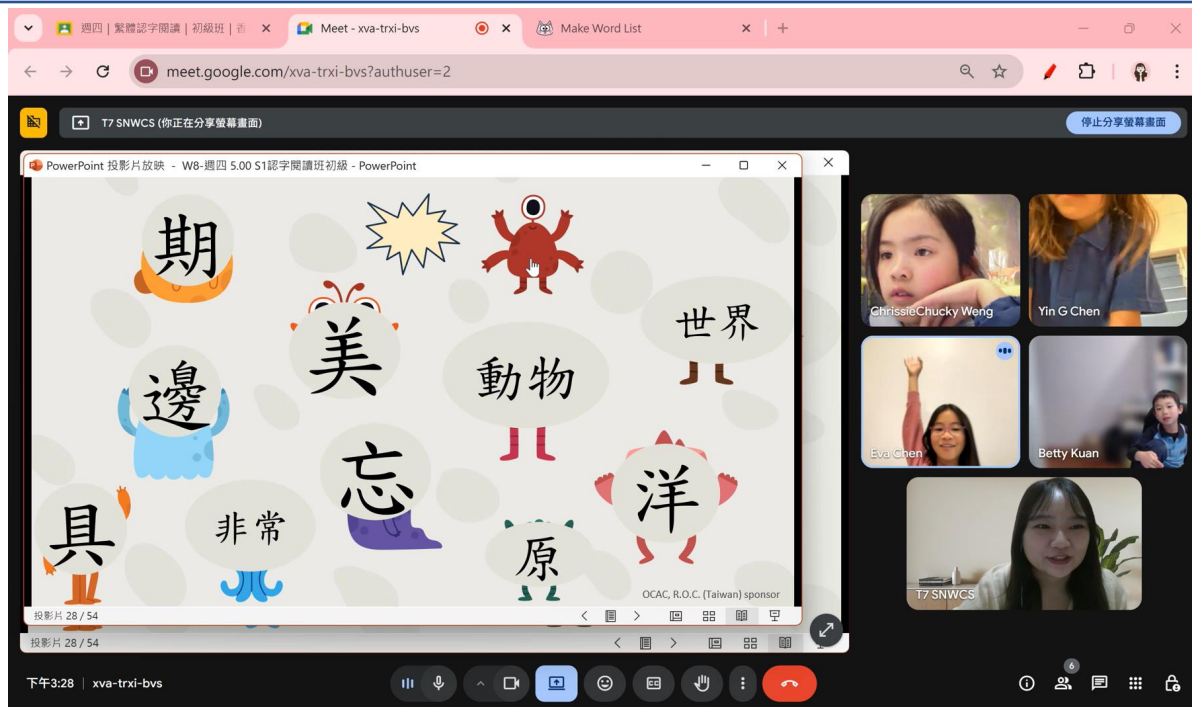 週四 | 繁體認字閱讀 | 初級班 | 香
Meet - xva-trxi-bvs
Make Word List
meet.google.com/xva-trxi-bvs?authuser=2
T7 SNWCS (你正在分享螢幕畫面)
停止分享螢幕畫面
PowerPoint 投影片放映 - W8-週四 5.00 S1認字閱讀班初級 - PowerPoint
期
世界
美
動物
邊
忘
洋
具
非常
原
OCAC, R.O.C. (Taiwan) sponsor
投影片 28 / 54
投影片 28 / 54
ChrissieChucky Weng
Yin G Chen
Eva Chen
Betty Kuan
T7 SNWCS
下午3:28 | xva-trxi-bvs
CC
6